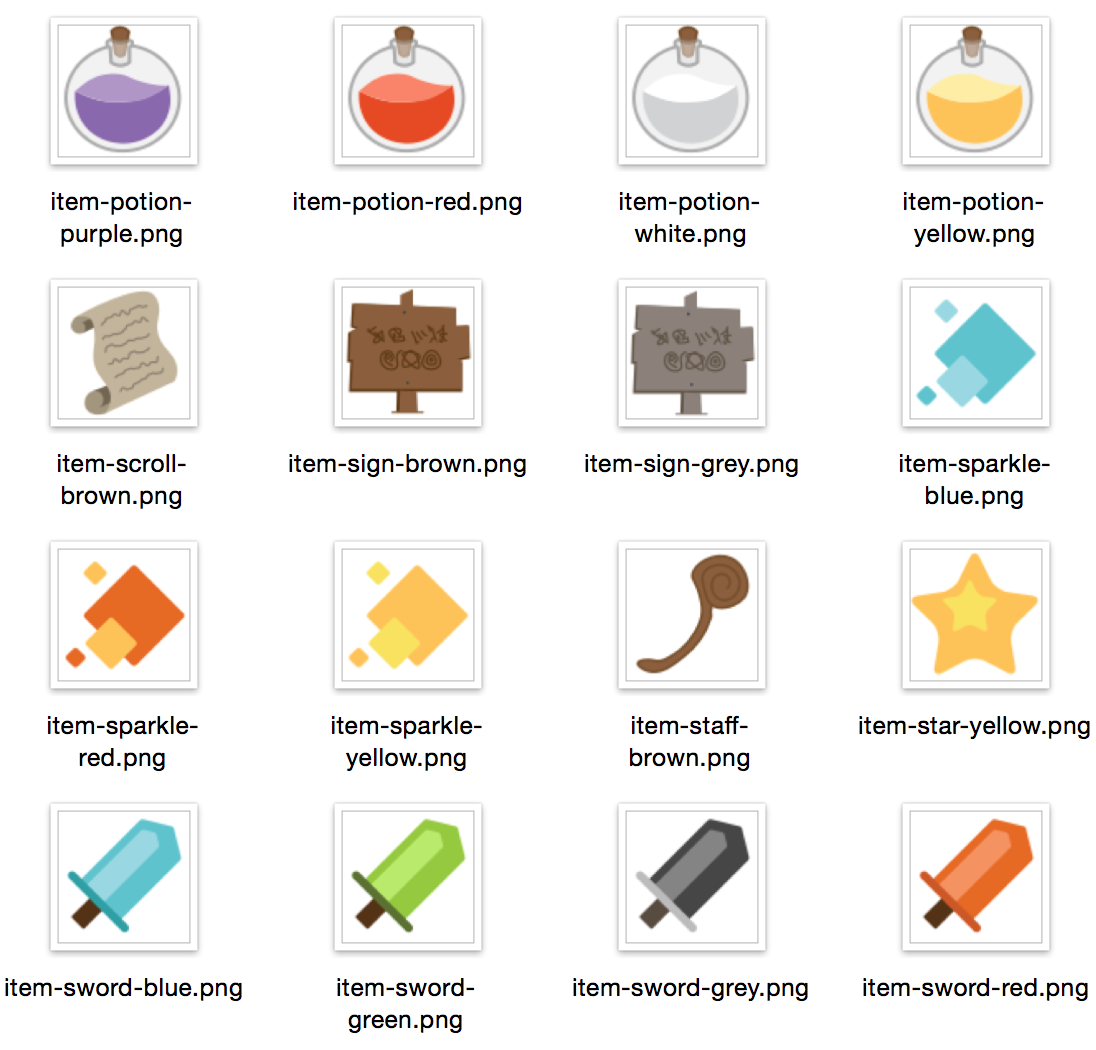 item-potion-
purple.png
item-potion-red.png
item-potion-
white.png
item-potion-
yellow.png
item-scroll-
brown.png
item-sign-brown.png
item-sign-grey.png
item-sparkle-
blue.png
item-sparkle-
red.png
item-sparkle-
yellow.png
item-staff-
brown.png
item-star-yellow.png
item-sword-blue.png
item-sword-
green.png
item-sword-grey.png
item-sword-red.png